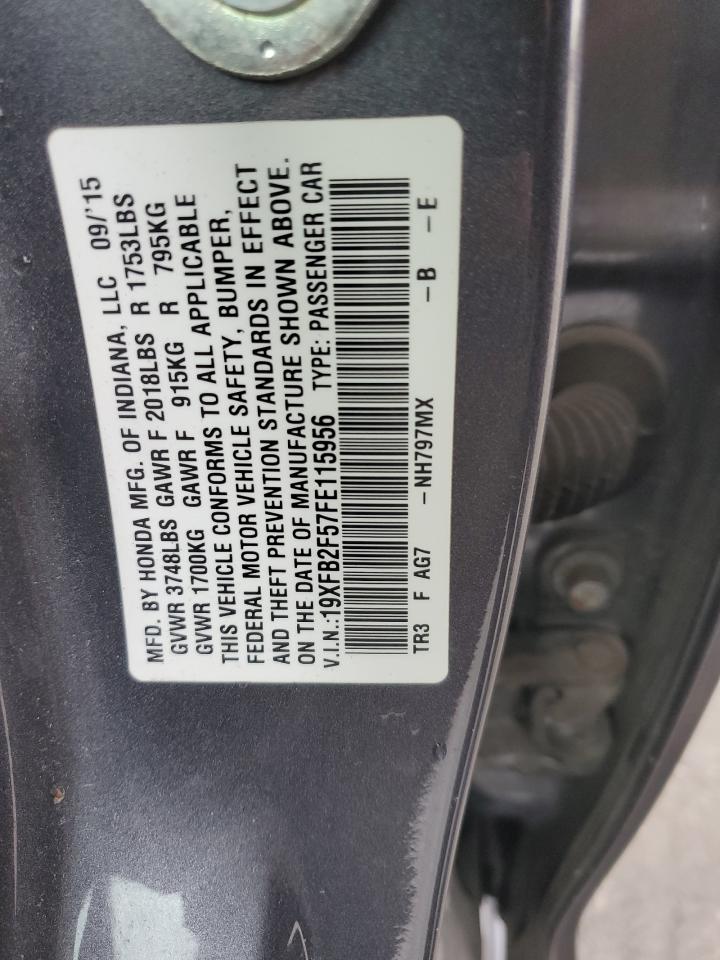 MFD. BY HONDA MFG. OF INDIANA, LLC 09/'15
GVWR 3748LBS GAWR F 2018LBS R 1753LBS
GVWR 1700KG GAWR F 915KG R 795KG
THIS VEHICLE CONFORMS TO ALL APPLICABLE
FEDERAL MOTOR VEHICLE SAFETY, BUMPER,
AND THEFT PREVENTION STANDARDS IN EFFECT
ON THE DATE OF MANUFACTURE SHOWN ABOVE.
V.I.N.:19XFB2F57FE115956 TYPE: PASSENGER CAR
TR3 F AG7 -NH797MX -B -E